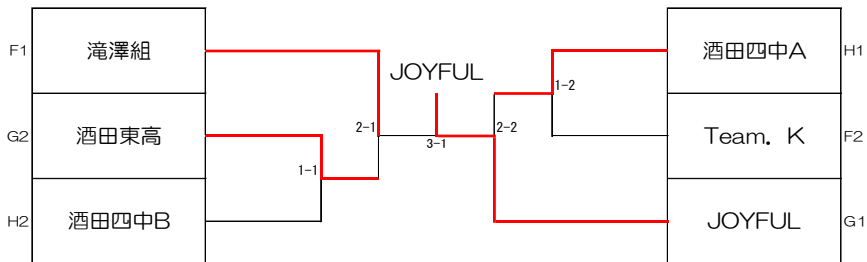 F1
滝澤組
G2
酒田東高
H2
酒田四中B
1-1
2-1
JOYFUL
3-1
2-2
1-2
酒田四中A
H1
Team．K
F2
JOYFUL
G1